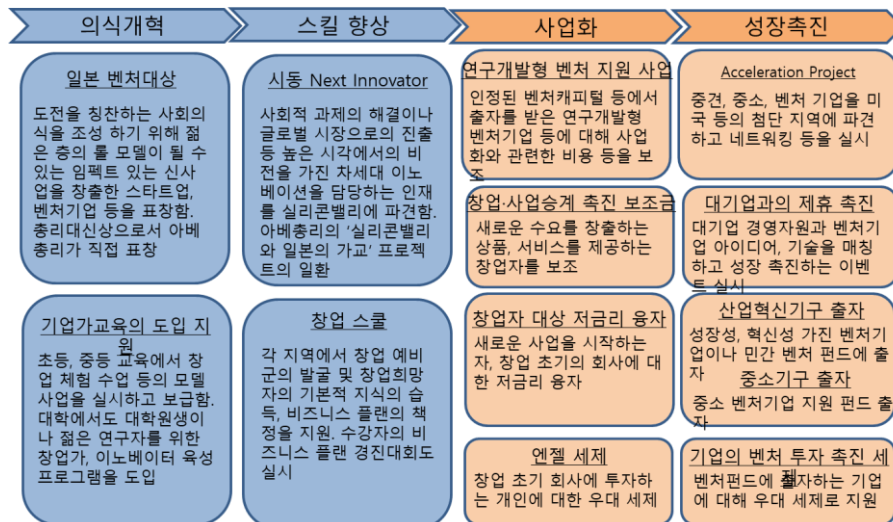 의식개혁
스킬 향상
사업화
성장촉진
일본 벤처대상
도전을 칭찬하는 사회의
식을 조성 하기 위해 젊
은 층의 롤 모델이 될 수
있는 임펙트 있는 신사
업을 창출한 스타트업,
벤처기업 등을 표창함.
총리대신상으로서 아베
총리가 직접 표창
기업가교육의 도입 지
원
초등, 중등 교육에서 창
업 체험 수업 등의 모델
사업을 실시하고 보급함.
대학에서도 대학원생이
나 젊은 연구자를 위한
창업가, 이노베이터 육성
프로그램을 도입
시동 Next Innovator
사회적 과제의 해결이나
글로벌 시장으로의 진출
등 높은 시각에서의 비
전을 가진 차세대 이노
베이션을 담당하는 인재
를 실리콘밸리에 파견함.
아베총리의 ‘실리콘밸리
와 일본의 가교’ 프로젝
트의 일환
창업 스쿨
각 지역에서 창업 예비
군의 발굴 및 창업희망
자의 기본적 지식의 습
득, 비즈니스 플랜의 책
정을 지원. 수강자의 비
즈니스 플랜 경진대회도
실시
연구개발형 벤처 지원 사업
인정된 벤처캐피털 등에서
출자를 받은 연구개발형
벤처기업 등에 대해 사업
화와 관련한 비용 등을 보
조
창업·사업승계 촉진 보조금
새로운 수요를 창출하는
상품, 서비스를 제공하는
창업자를 보조
창업자 대상 저금리 융자
새로운 사업을 시작하는
자, 창업 초기의 회사에 대
한 저금리 융자
엔젤 세제
창업 초기 회사에 투자하
는 개인에 대한 우대 세제
Acceleration Project
중견, 중소, 벤처 기업을 미
국 등의 첨단 지역에 파견
하고 네트워킹 등을 실시
대기업과의 제휴 촉진
대기업 경영자원과 벤처기
업 아이디어, 기술을 매칭
하고 성장 촉진하는 이벤
트 실시
산업혁신기구 출자
성장성, 혁신성 가진 벤처기
업이나 민간 벤처 펀드에 출
자
중소기구 출자
중소 벤처기업 지원 펀드 출
자
기업의 벤처 투자 촉진 세
제
벤처펀드에 출자하는 기업
에 대해 우대 세제로 지원